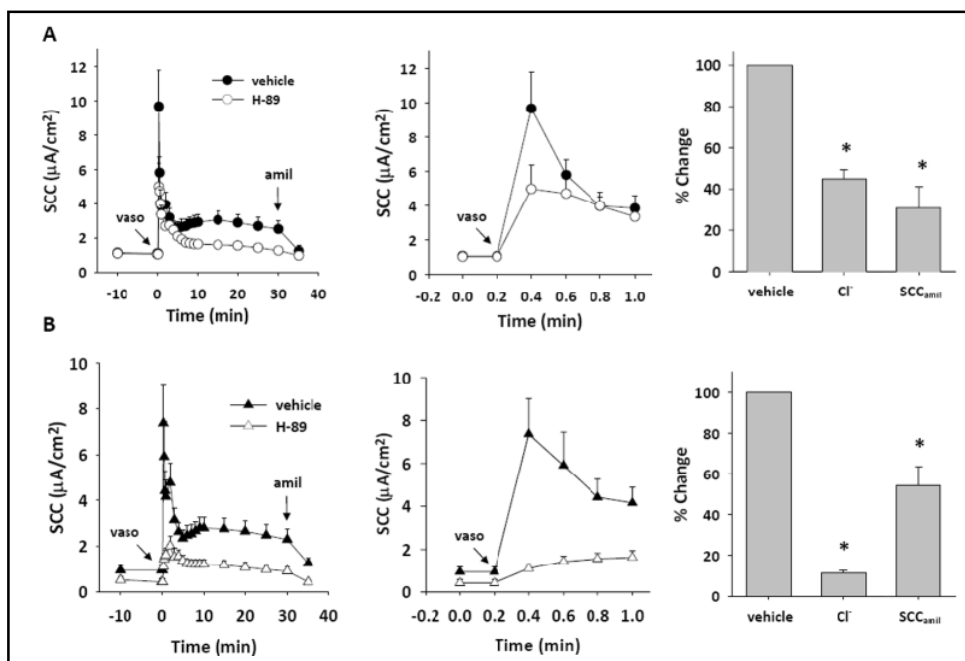 A
SCC (µA/cm²)
12
10
8
6
4
2
0
vehicle
H-89
vaso
amil
-10 0 10 20 30 40
Time (min)
SCC (µA/cm²)
12
10
8
6
4
2
0
vaso
-0.2 0.0 0.2 0.4 0.6 0.8 1.0
Time (min)
% Change
100
80
60
40
20
0
*
*
vehicle Cl⁻ SCCamil
B
SCC (µA/cm²)
10
8
6
4
2
0
vehicle
H-89
vaso
amil
-10 0 10 20 30 40
Time (min)
SCC (µA/cm²)
10
8
6
4
2
0
vaso
-0.2 0.0 0.2 0.4 0.6 0.8 1.0
Time (min)
% Change
100
80
60
40
20
0
*
*
vehicle Cl⁻ SCCamil